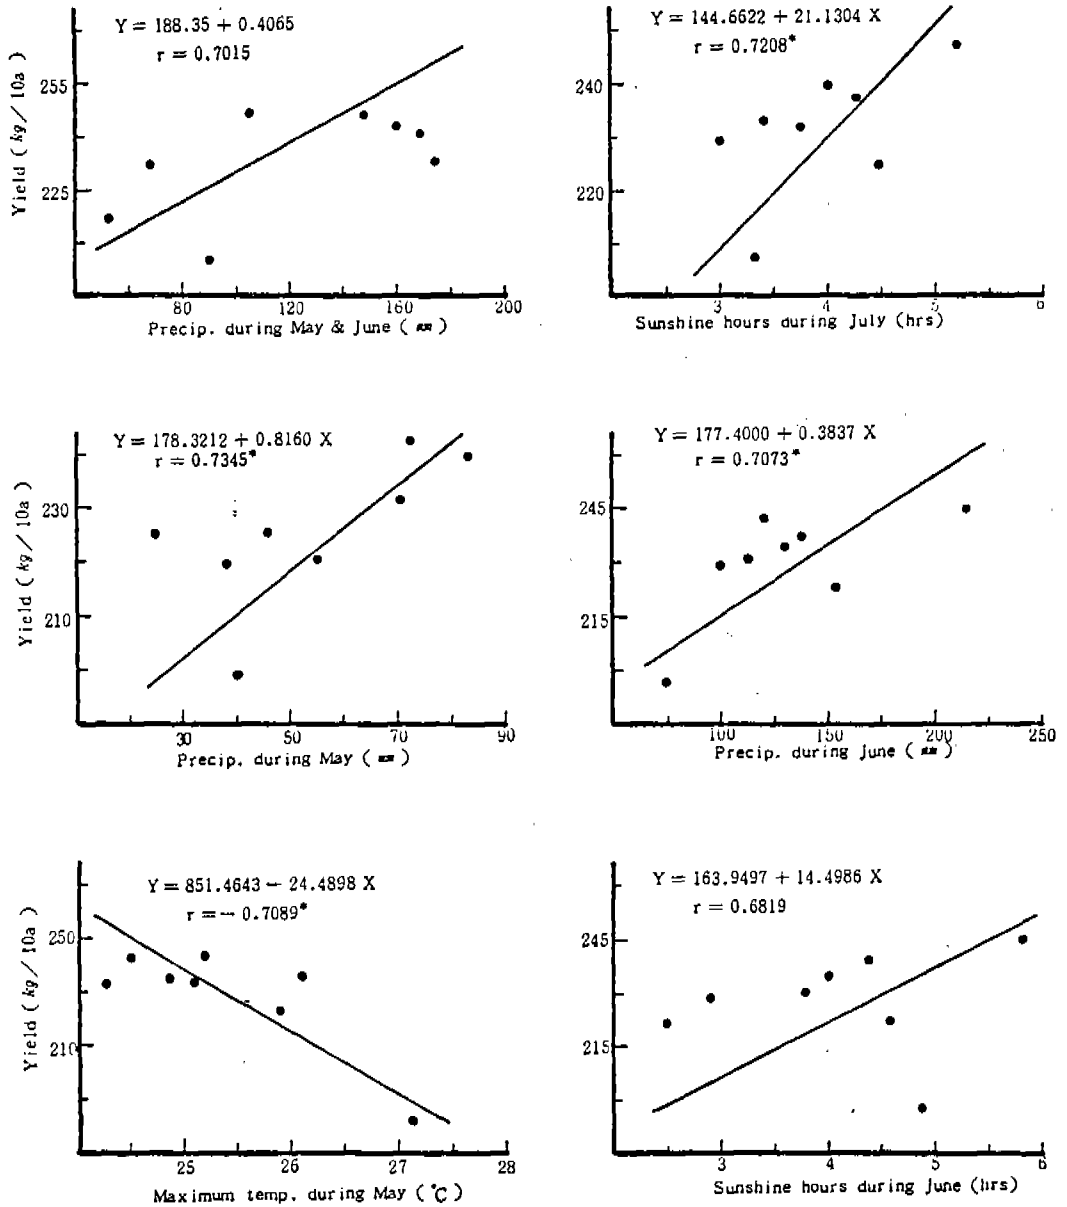 Y = 188.35 + 0.4065
r = 0.7015
Yield ( kg / 10a )
255
225
80 120 160 200
Precip. during May & June ( mm )
Y = 144.6622 + 21.1304 X
r = 0.7208*
240
220
3 4 5 6
Sunshine hours during July (hrs)
Y = 178.3212 + 0.8160 X
r = 0.7345*
Yield ( kg / 10a )
230
210
30 50 70 90
Precip. during May ( mm )
Y = 177.4000 + 0.3837 X
r = 0.7073*
245
215
100 150 200 250
Precip. during June ( mm )
Y = 851.4643 - 24.4898 X
r = - 0.7089*
Yield ( kg / 10a )
250
210
25 26 27 28
Maximum temp. during May ( °C )
Y = 163.9497 + 14.4986 X
r = 0.6819
245
215
3 4 5 6
Sunshine hours during June (hrs)